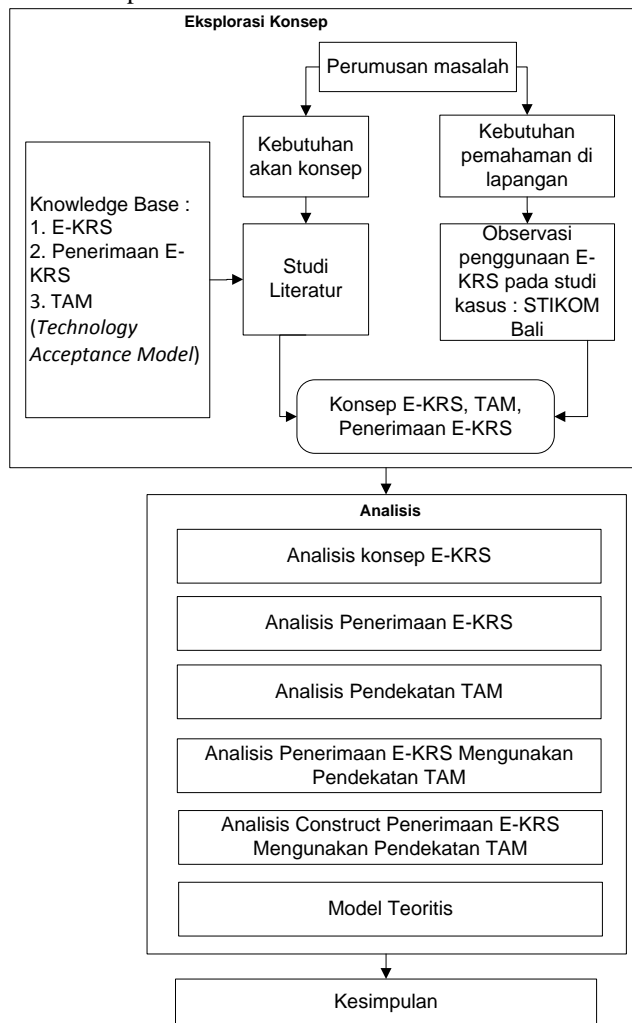 Eksplorasi Konsep
Perumusan masalah
Kebutuhan
akan konsep
Kebutuhan
pemahaman di
lapangan
Knowledge Base :
1. E-KRS
2. Penerimaan E-
KRS
3. TAM
(Technology
Acceptance Model)
Studi
Literatur
Observasi
penggunaan E-
KRS pada studi
kasus : STIKOM
Bali
Konsep E-KRS, TAM,
Penerimaan E-KRS
Analisis
Analisis konsep E-KRS
Analisis Penerimaan E-KRS
Analisis Pendekatan TAM
Analisis Penerimaan E-KRS Mengunakan
Pendekatan TAM
Analisis Construct Penerimaan E-KRS
Mengunakan Pendekatan TAM
Model Teoritis
Kesimpulan